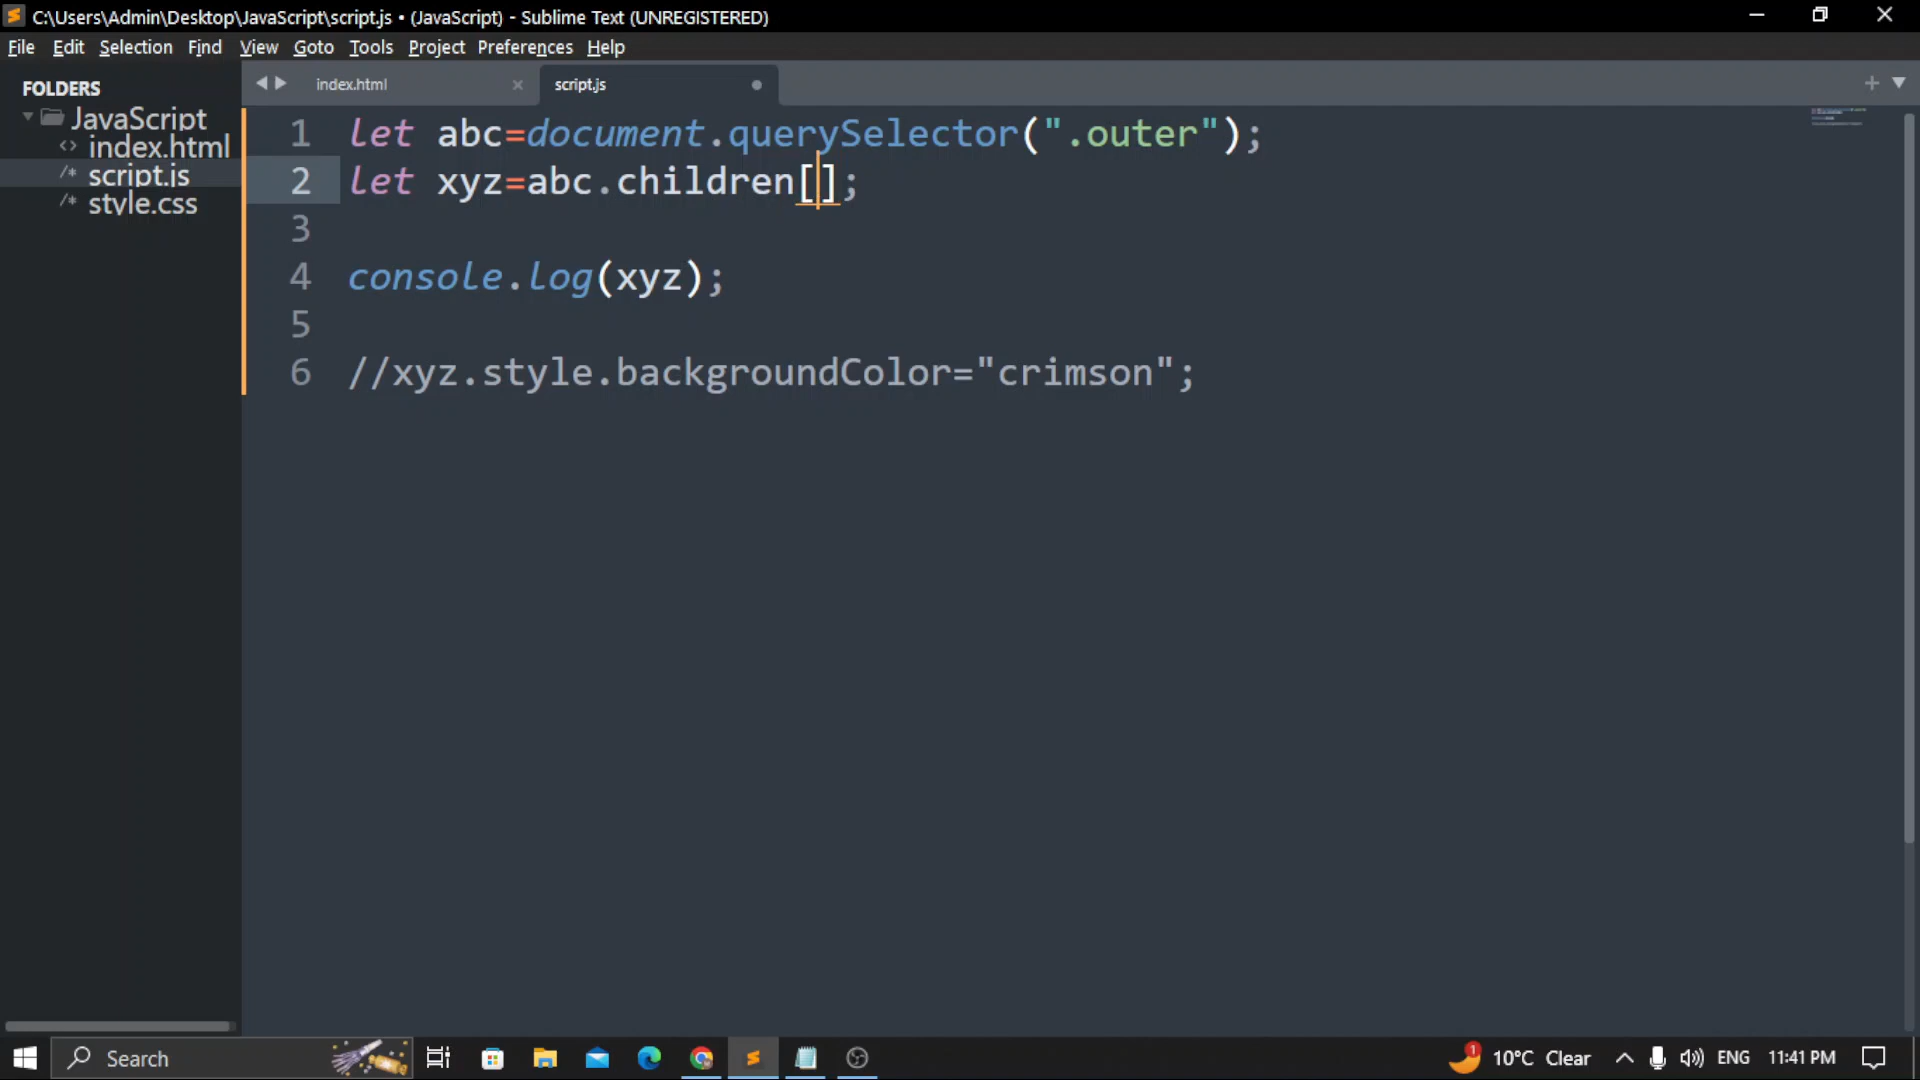 C:\Users\Admin\Desktop\JavaScript\script.js • (JavaScript) - Sublime Text (UNREGISTERED)
File Edit Selection Find View Goto Tools Project Preferences Help
FOLDERS
JavaScript
<> index.html
/* script.js
/* style.css
index.html
script.js
1 let abc=document.querySelector(".outer");
2 let xyz=abc.children[];
3
4 console.log(xyz);
5
6 //xyz.style.backgroundColor="crimson";
Search
1
10°C Clear
ENG
11:41 PM